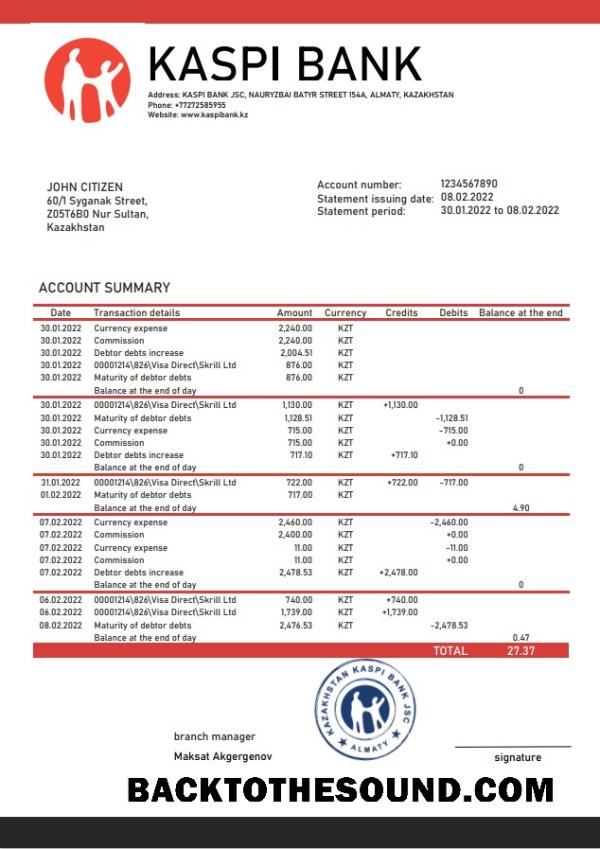 KASPI BANK
Address: KASPI BANK JSC, NAURYZBAI BATYR STREET 154A, ALMATY, KAZAKHSTAN
Phone: +77272585955
Website: www.kaspibank.kz
JOHN CITIZEN
60/1 Syganak Street,
Z05T6B0 Nur Sultan,
Kazakhstan
Account number: 1234567890
Statement issuing date: 08.02.2022
Statement period: 30.01.2022 to 08.02.2022
ACCOUNT SUMMARY
Date Transaction details Amount Currency Credits Debits Balance at the end
30.01.2022 Currency expense 2,240.00 KZT
30.01.2022 Commission 2,240.00 KZT
30.01.2022 Debtor debts increase 2,004.51 KZT
30.01.2022 00001214\826\Visa Direct\Skrill Ltd 876.00 KZT
30.01.2022 Maturity of debtor debts 876.00 KZT
Balance at the end of day 0
30.01.2022 00001214\826\Visa Direct\Skrill Ltd 1,130.00 KZT +1,130.00
30.01.2022 Maturity of debtor debts 1,128.51 KZT -1,128.51
30.01.2022 Currency expense 715.00 KZT -715.00
30.01.2022 Commission 715.00 KZT +0.00
30.01.2022 Debtor debts increase 717.10 KZT +717.10
Balance at the end of day 0
31.01.2022 00001214\826\Visa Direct\Skrill Ltd 722.00 KZT +722.00 -717.00
01.02.2022 Maturity of debtor debts 717.00 KZT
Balance at the end of day 4.90
07.02.2022 Currency expense 2,460.00 KZT -2,460.00
07.02.2022 Commission 2,400.00 KZT +0.00
07.02.2022 Currency expense 11.00 KZT -11.00
07.02.2022 Commission 11.00 KZT +0.00
07.02.2022 Debtor debts increase 2,478.53 KZT +2,478.00
Balance at the end of day 0
06.02.2022 00001214\826\Visa Direct\Skrill Ltd 740.00 KZT +740.00
06.02.2022 00001214\826\Visa Direct\Skrill Ltd 1,739.00 KZT +1,739.00
08.02.2022 Maturity of debtor debts 2,476.53 KZT -2,478.53
Balance at the end of day 0.47
TOTAL 27.37
KAZAKHSTAN KASPI BANK JSC
ALMATY
branch manager
Maksat Akgergenov
signature
BACKTOTHESOUND.COM